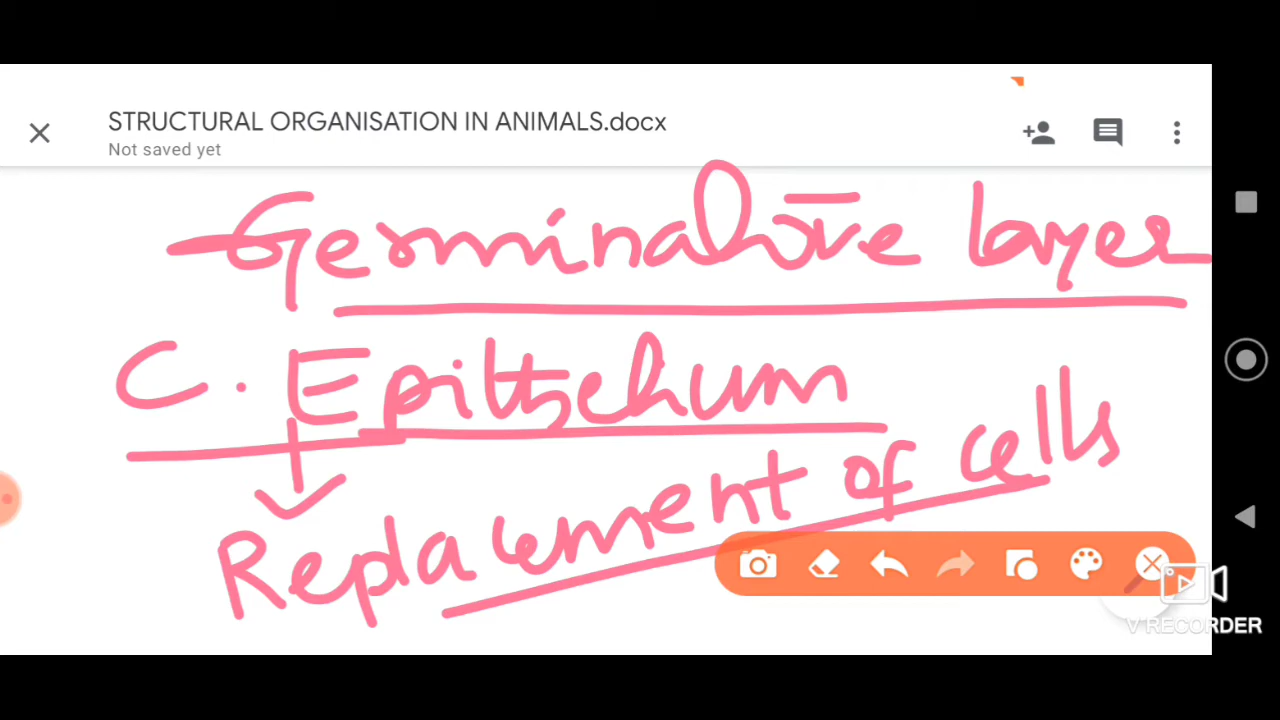 STRUCTURAL ORGANISATION IN ANIMALS.docx
Not saved yet
Germinative layer
C. Epithelium
Replacement of cells
V RECORDER